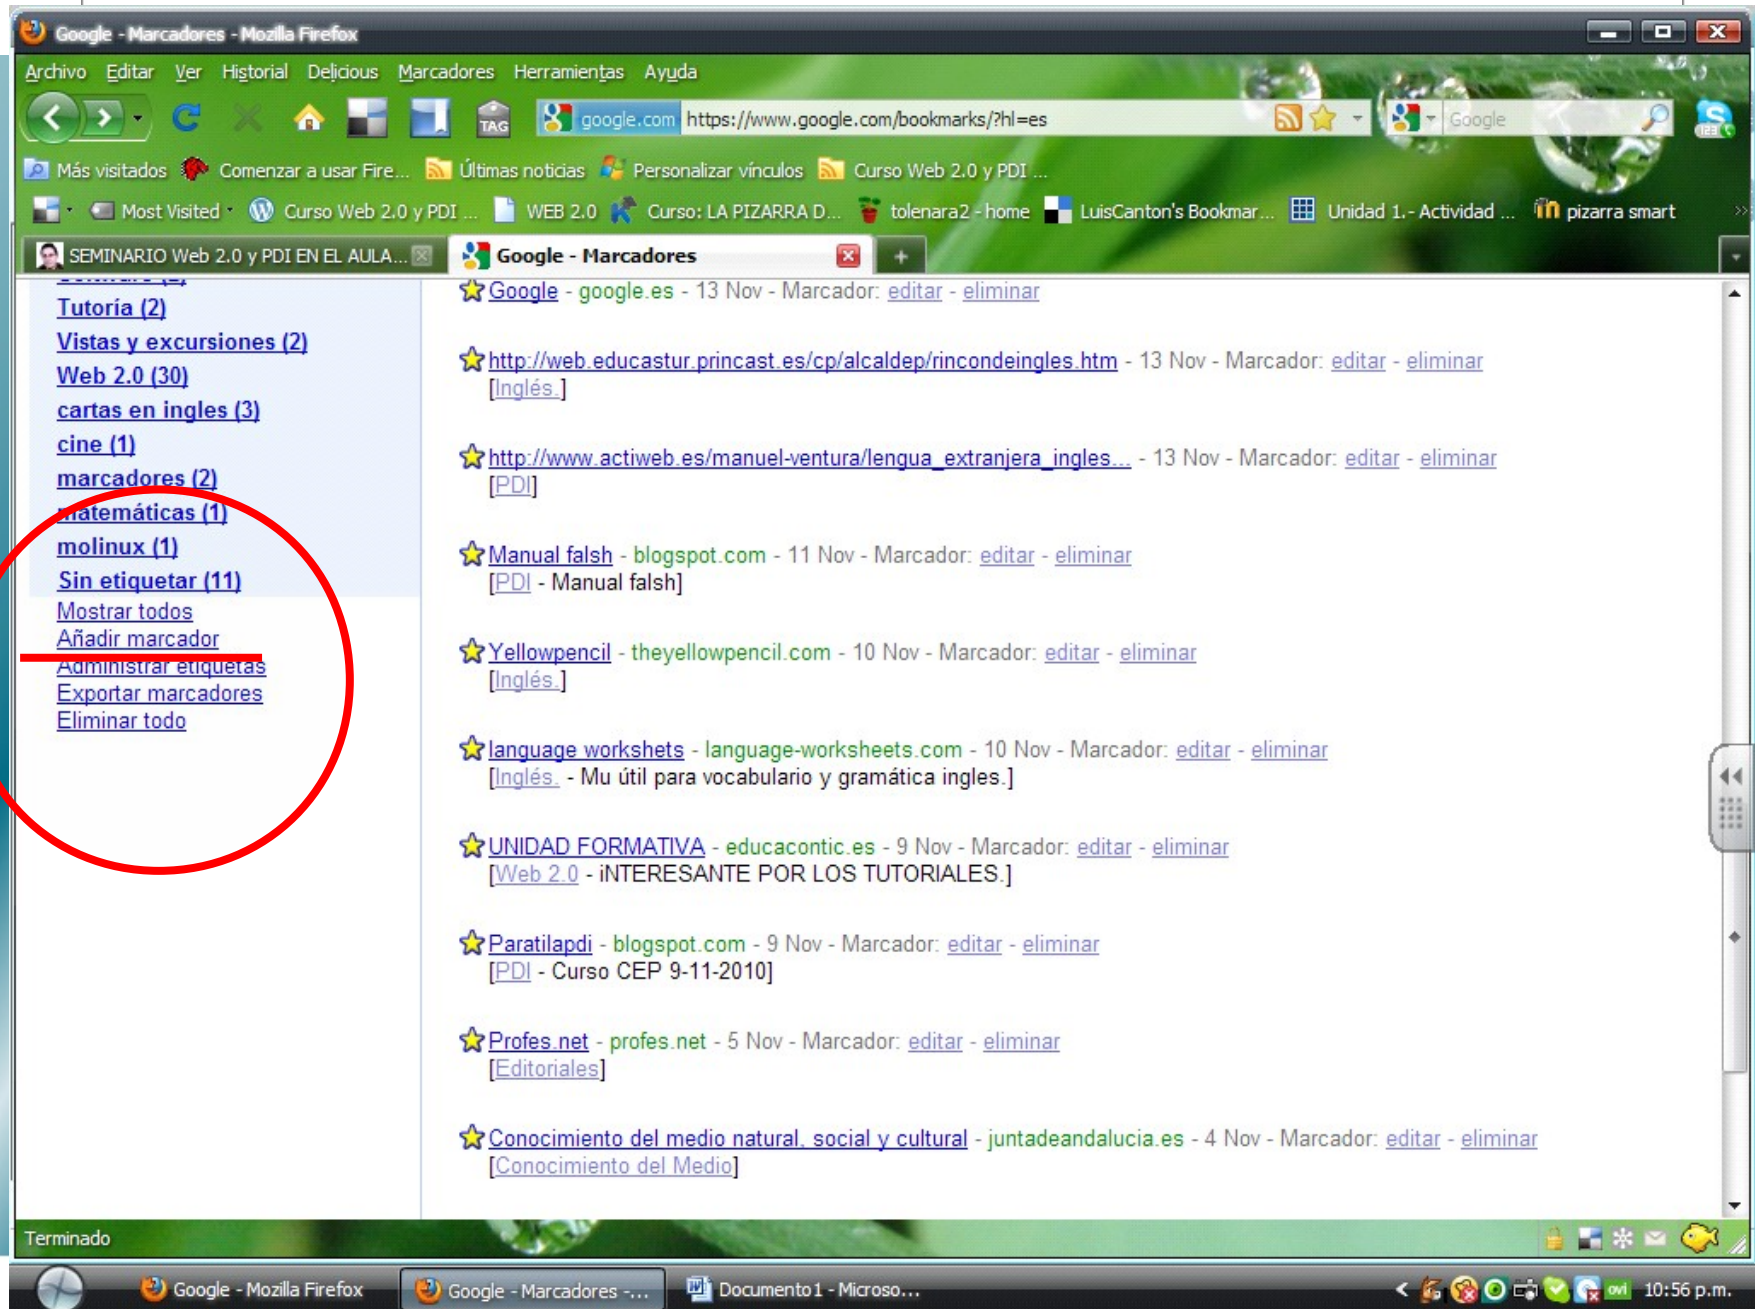 Google - Marcadores - Mozilla Firefox
Archivo Editar Ver Historial Delicious Marcadores Herramientas Ayuda
TAG google.com https://www.google.com/bookmarks/?hl=es Google
Más visitados Comenzar a usar Fire... Últimas noticias Personalizar vínculos Curso Web 2.0 y PDI ...
Most Visited Curso Web 2.0 y PDI ... WEB 2.0 Curso: LA PIZARRA D... tolenara2 - home LuisCanton's Bookmar... Unidad 1.- Actividad ... pizarra smart
SEMINARIO Web 2.0 y PDI EN EL AULA... Google - Marcadores
Tutoría (2)
Vistas y excursiones (2)
Web 2.0 (30)
cartas en ingles (3)
cine (1)
marcadores (2)
matemáticas (1)
molinux (1)
Sin etiquetar (11)
Mostrar todos
Añadir marcador
Administrar etiquetas
Exportar marcadores
Eliminar todo
Google - google.es - 13 Nov - Marcador: editar - eliminar
http://web.educastur.princast.es/cp/alcaldep/rincondeingles.htm - 13 Nov - Marcador: editar - eliminar
[Inglés.]
http://www.actiweb.es/manuel-ventura/lengua_extranjera_ingles... - 13 Nov - Marcador: editar - eliminar
[PDI]
Manual falsh - blogspot.com - 11 Nov - Marcador: editar - eliminar
[PDI - Manual falsh]
Yellowpencil - theyellowpencil.com - 10 Nov - Marcador: editar - eliminar
[Inglés.]
language workshets - language-worksheets.com - 10 Nov - Marcador: editar - eliminar
[Inglés. - Mu útil para vocabulario y gramática ingles.]
UNIDAD FORMATIVA - educacontic.es - 9 Nov - Marcador: editar - eliminar
[Web 2.0 - iNTERESANTE POR LOS TUTORIALES.]
Paratilapdi - blogspot.com - 9 Nov - Marcador: editar - eliminar
[PDI - Curso CEP 9-11-2010]
Profes.net - profes.net - 5 Nov - Marcador: editar - eliminar
[Editoriales]
Conocimiento del medio natural, social y cultural - juntadeandalucia.es - 4 Nov - Marcador: editar - eliminar
[Conocimiento del Medio]
Terminado
Google - Mozilla Firefox Google - Marcadores -... Documento1 - Microso... ovi 10:56 p.m.